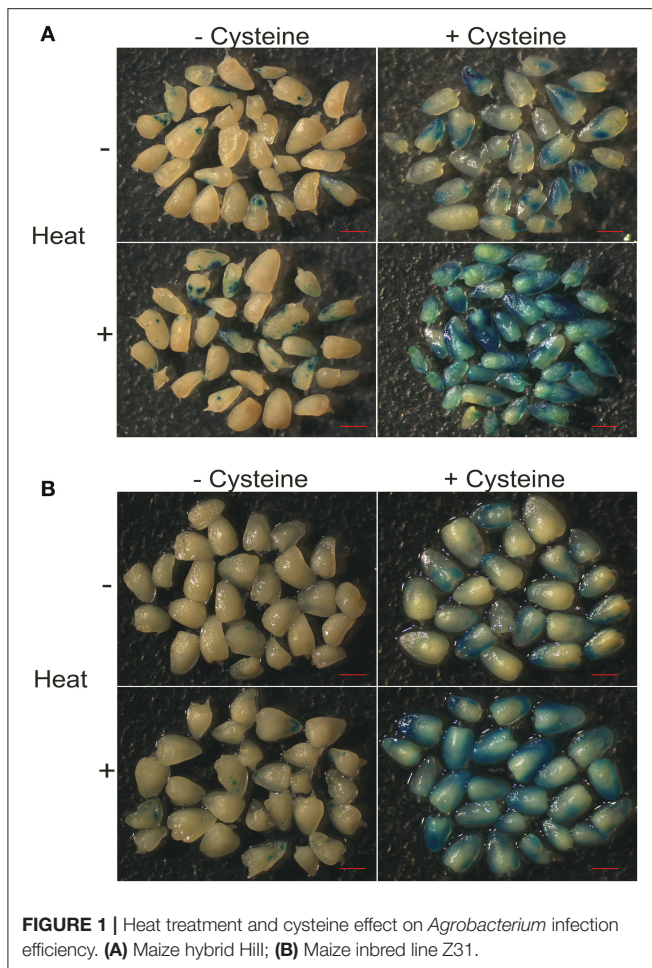 A
- Cysteine + Cysteine
-
Heat
+
B
- Cysteine + Cysteine
-
Heat
+
FIGURE 1 | Heat treatment and cysteine effect on Agrobacterium infection
efficiency. (A) Maize hybrid HiII; (B) Maize inbred line Z31.